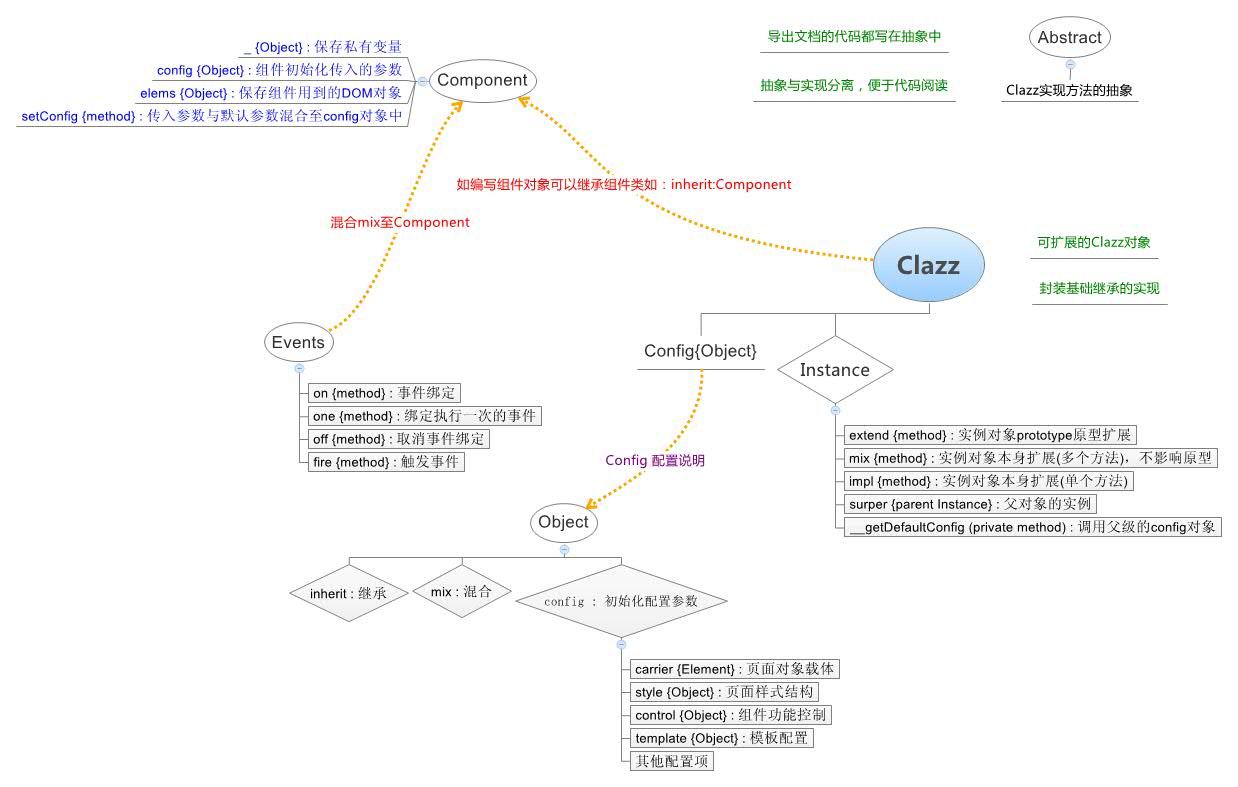 导出文档的代码都写在抽象中
Abstract
_ {Object} : 保存私有变量
config {Object} : 组件初始化传入的参数
elems {Object} : 保存组件用到的DOM对象
setConfig {method} : 传入参数与默认参数混合至config对象中
Component
抽象与实现分离，便于代码阅读
Clazz实现方法的抽象
如编写组件对象可以继承组件类如：inherit:Component
混合mix至Component
Clazz
可扩展的Clazz对象
封装基础继承的实现
Events
on {method} : 事件绑定
one {method} : 绑定执行一次的事件
off {method} : 取消事件绑定
fire {method} : 触发事件
Config{Object}
Instance
extend {method} : 实例对象prototype原型扩展
mix {method} : 实例对象本身扩展(多个方法)，不影响原型
impl {method} : 实例对象本身扩展(单个方法)
surper {parent Instance} : 父对象的实例
__getDefaultConfig (private method) : 调用父级的config对象
Config 配置说明
Object
inherit : 继承
mix : 混合
config : 初始化配置参数
carrier {Element} : 页面对象载体
style {Object} : 页面样式结构
control {Object} : 组件功能控制
template {Object} : 模板配置
其他配置项